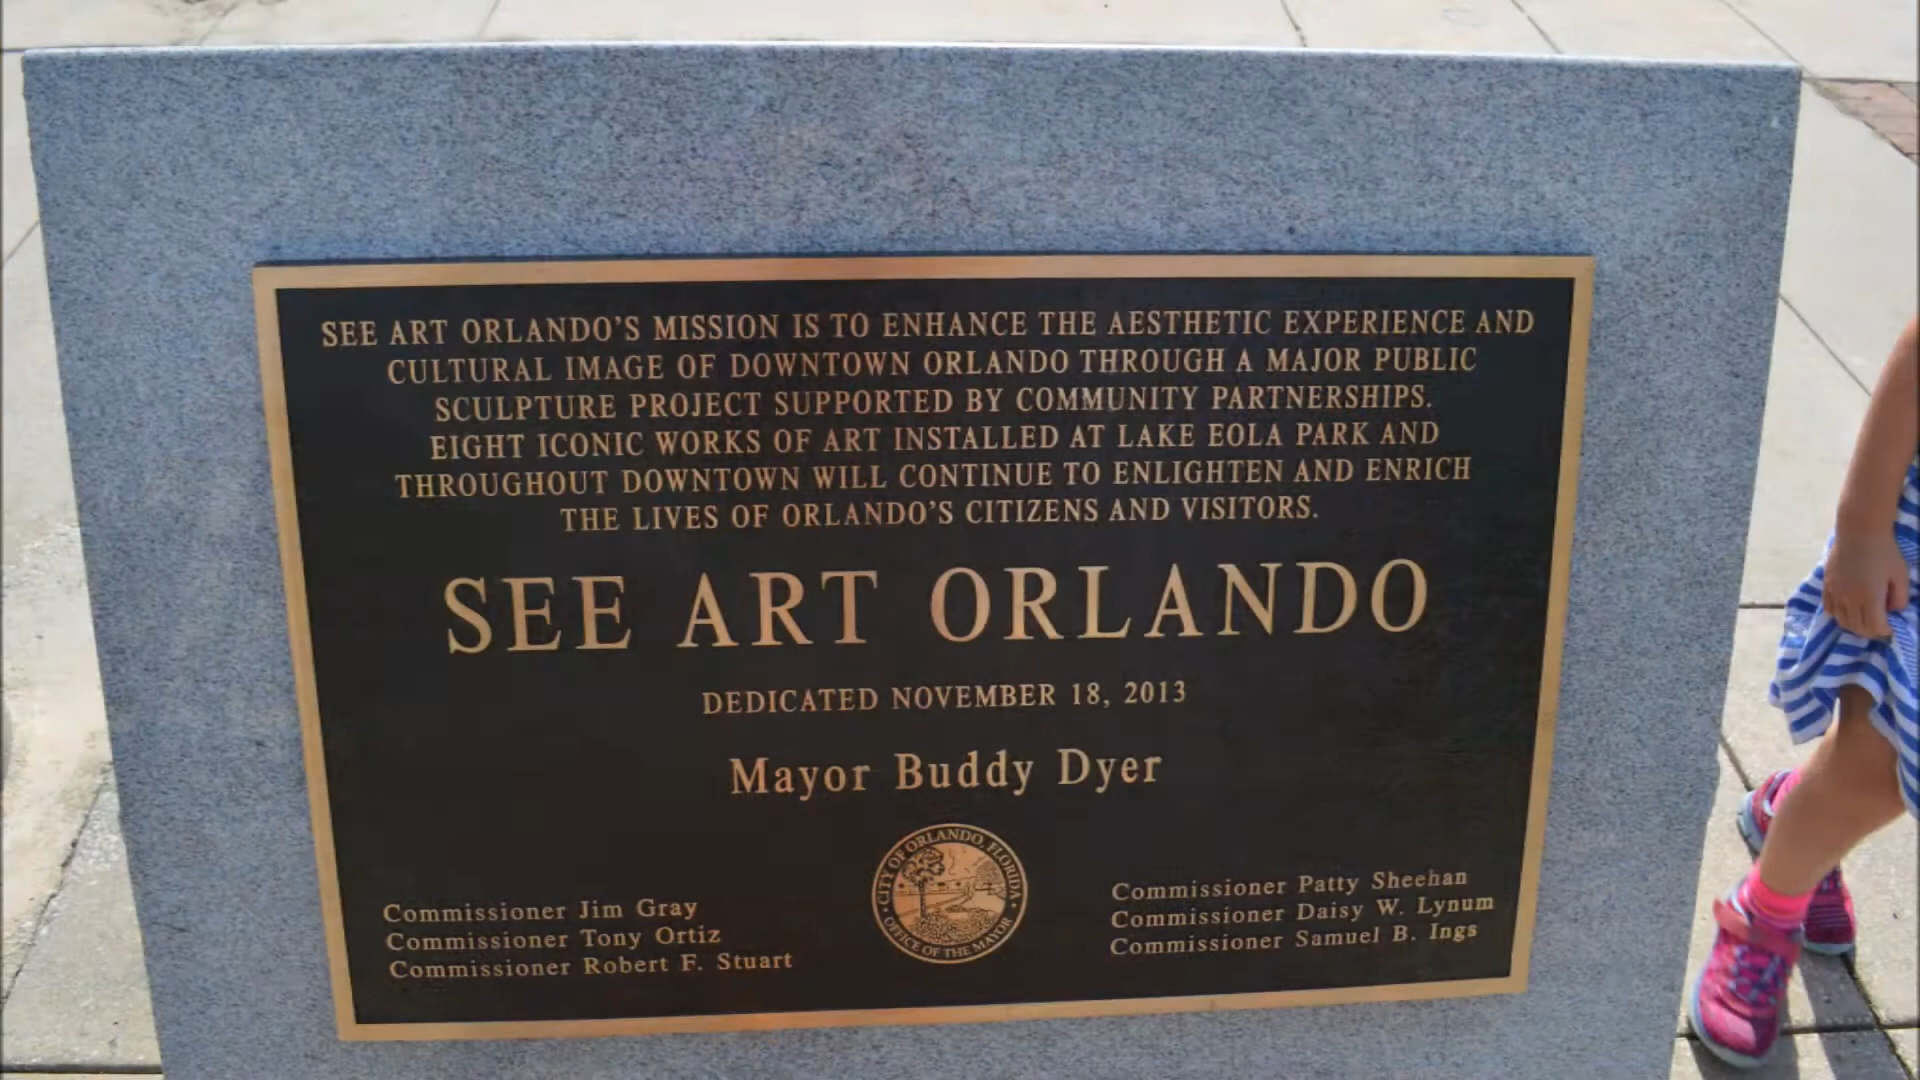 SEE ART ORLANDO'S MISSION IS TO ENHANCE THE AESTHETIC EXPERIENCE AND
CULTURAL IMAGE OF DOWNTOWN ORLANDO THROUGH A MAJOR PUBLIC
SCULPTURE PROJECT SUPPORTED BY COMMUNITY PARTNERSHIPS.
EIGHT ICONIC WORKS OF ART INSTALLED AT LAKE EOLA PARK AND
THROUGHOUT DOWNTOWN WILL CONTINUE TO ENLIGHTEN AND ENRICH
THE LIVES OF ORLANDO'S CITIZENS AND VISITORS.
SEE ART ORLANDO
DEDICATED NOVEMBER 18, 2013
Mayor Buddy Dyer
Commissioner Jim Gray
Commissioner Tony Ortiz
Commissioner Robert F. Stuart
CITY OF ORLANDO, FLORIDA
OFFICE OF THE MAYOR
Commissioner Patty Sheehan
Commissioner Daisy W. Lynum
Commissioner Samuel B. Ings